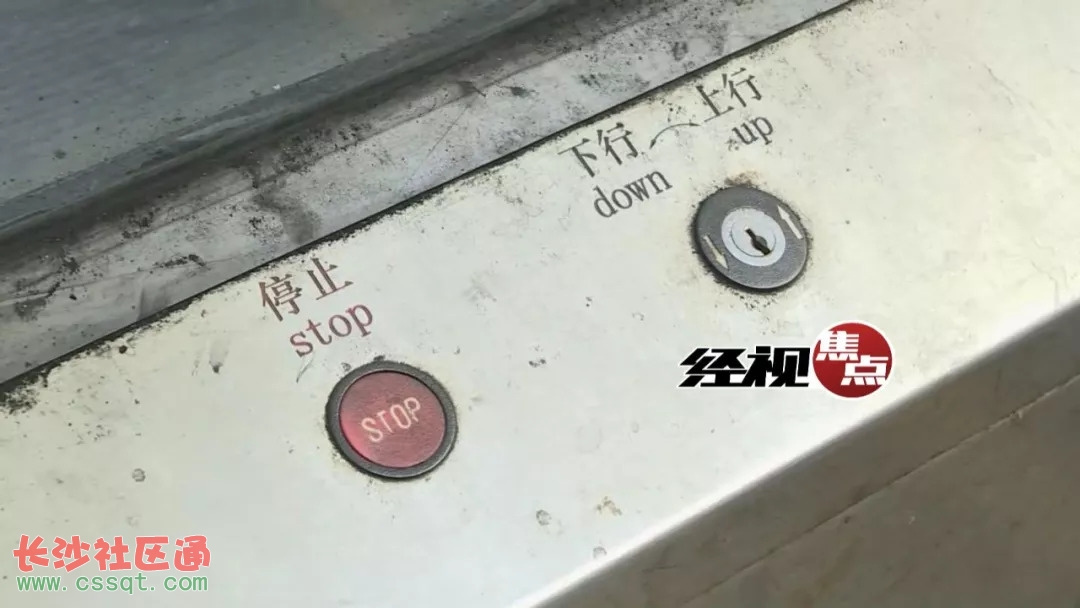 下行 上行
down up
停止
stop
STOP
经视焦点
长沙社区通
www.cssqt.com